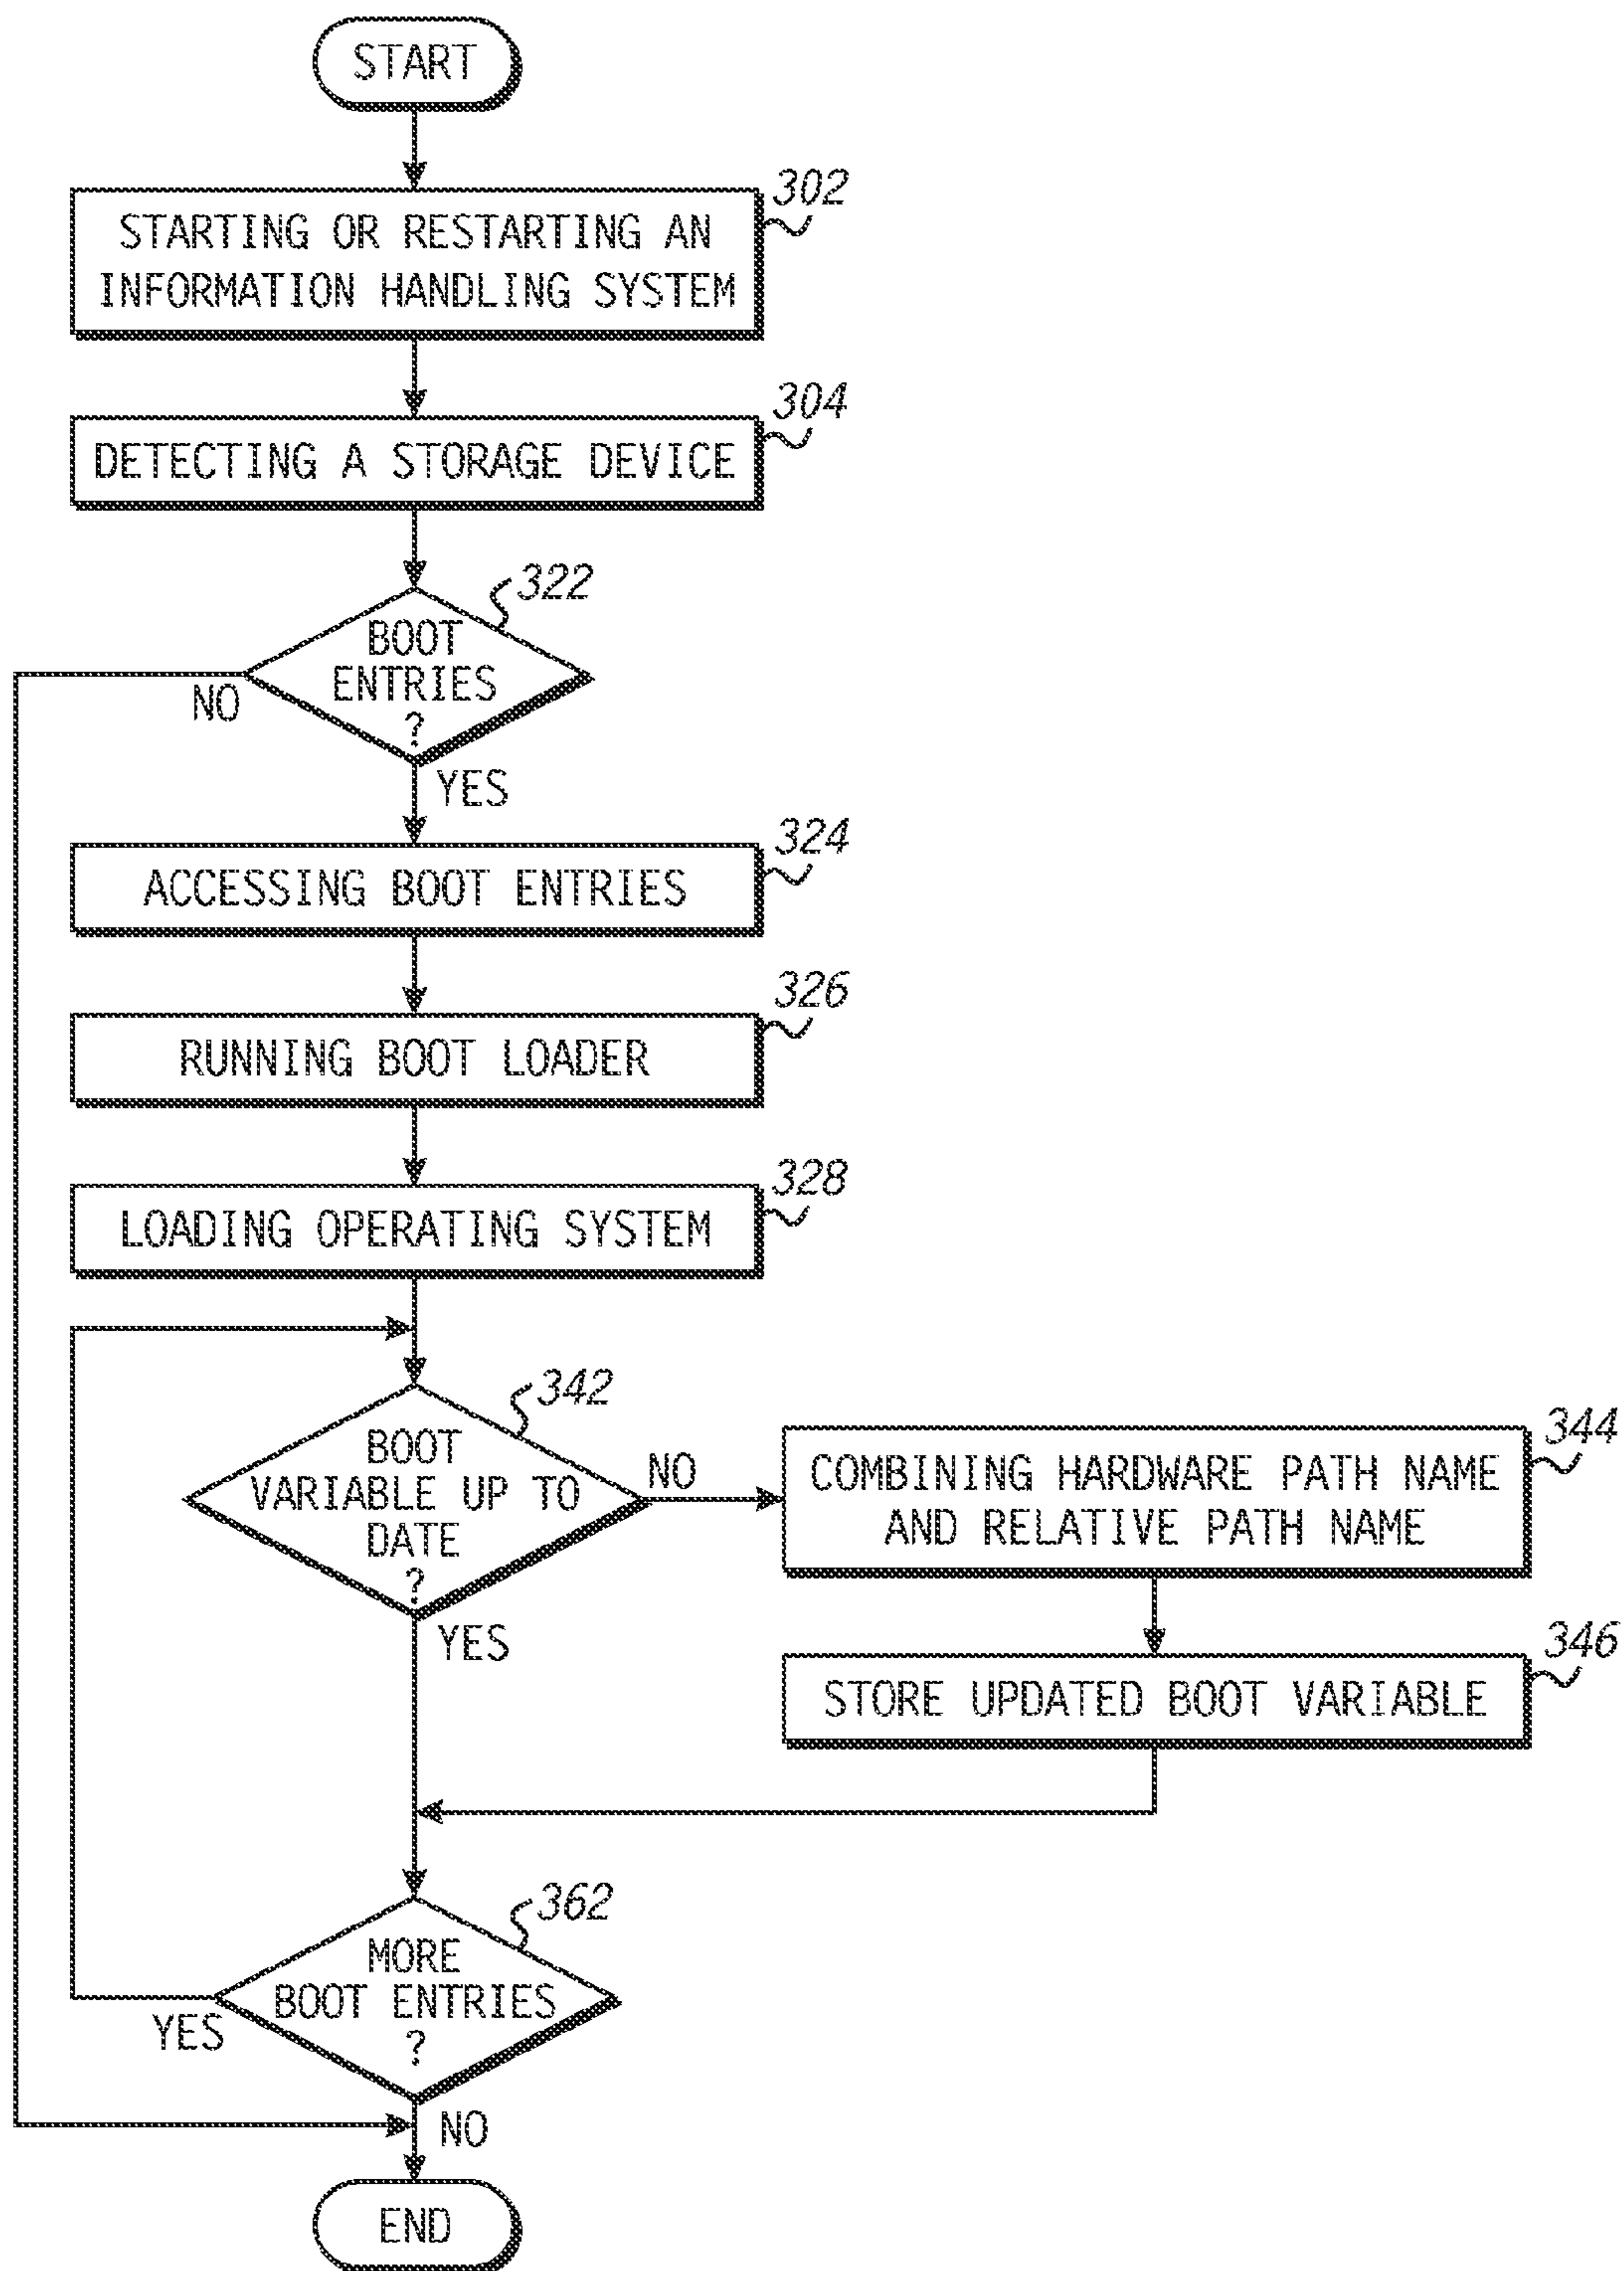 START
302
STARTING OR RESTARTING AN
INFORMATION HANDLING SYSTEM
304
DETECTING A STORAGE DEVICE
322
BOOT
ENTRIES
?
NO
YES
324
ACCESSING BOOT ENTRIES
326
RUNNING BOOT LOADER
328
LOADING OPERATING SYSTEM
342
BOOT
VARIABLE UP TO
DATE
?
NO
YES
344
COMBINING HARDWARE PATH NAME
AND RELATIVE PATH NAME
346
STORE UPDATED BOOT VARIABLE
362
MORE
BOOT ENTRIES
?
YES
NO
END